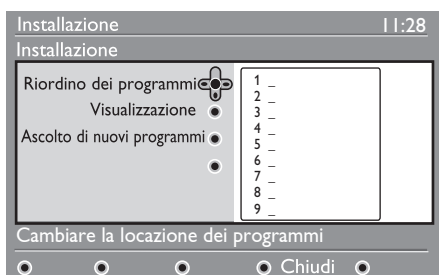 Installazione 11:28
Installazione
Riordino dei programmi
Visualizzazione
Ascolto di nuovi programmi
1 _
2 _
3 _
4 _
5 _
6 _
7 _
8 _
9 _
Cambiare la locazione dei programmi
Chiudi